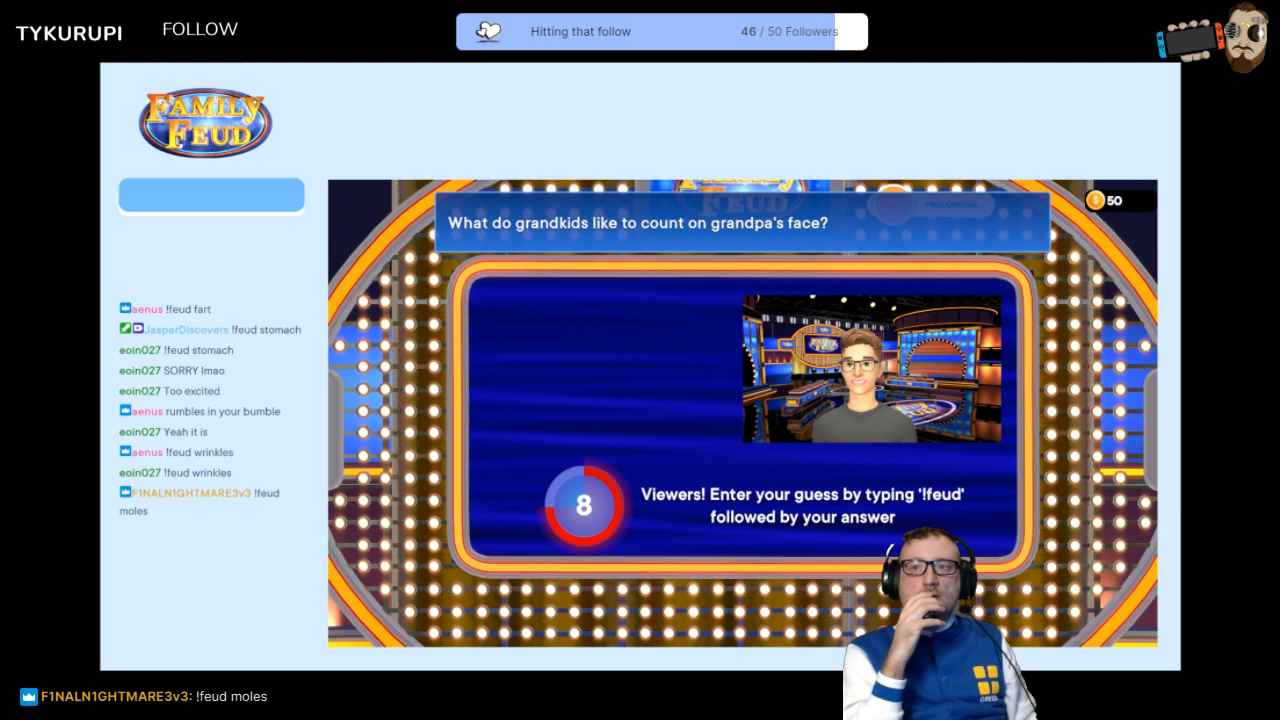 TYKURUPI
FOLLOW
Hitting that follow
46 / 50 Followers
FAMILY
FEUD
What do grandkids like to count on grandpa's face?
50
aenus !feud fart
JasperDiscovers !feud stomach
eoin027 !feud stomach
eoin027 SORRY lmao
eoin027 Too excited
aenus rumbles in your bumble
eoin027 Yeah it is
aenus !feud wrinkles
eoin027 !feud wrinkles
F1NALN1GHTMARE3v3 !feud
moles
8
Viewers! Enter your guess by typing '!feud'
followed by your answer
F1NALN1GHTMARE3v3: !feud moles